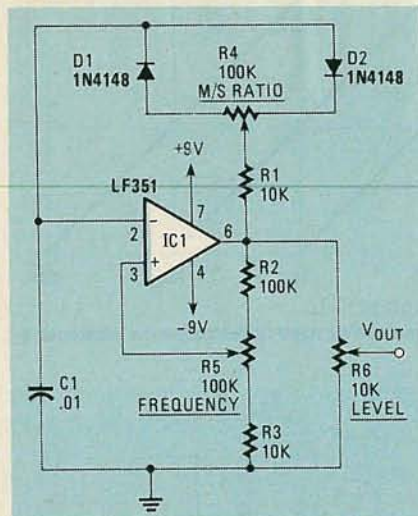 D1
1N4148
R4
100K
M/S RATIO
D2
1N4148
R1
10K
LF351
+9V
7
-
2
IC1
6
+
3
4
-9V
R2
100K
R5
100K
FREQUENCY
VOUT
R6
10K
LEVEL
C1
.01
R3
10K